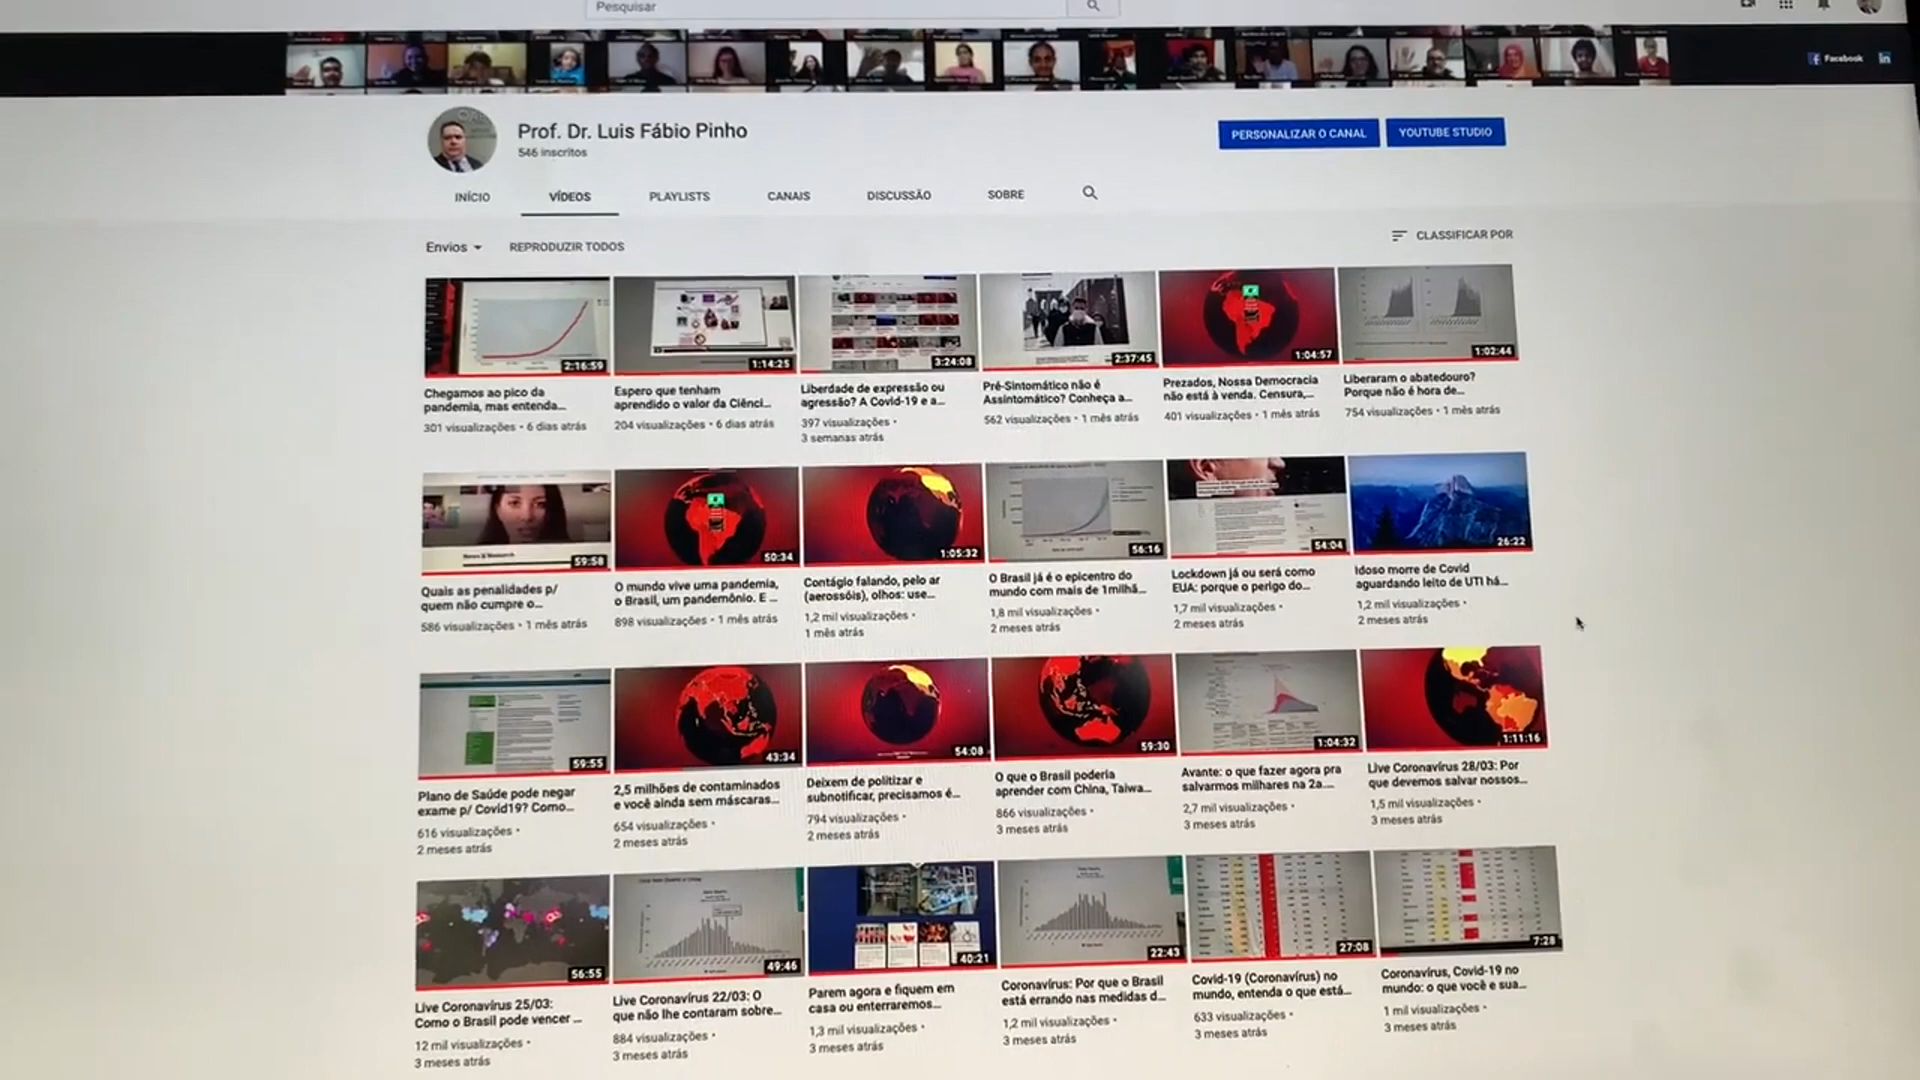 Pesquisar
Facebook
Prof. Dr. Luis Fábio Pinho
546 inscritos
PERSONALIZAR O CANAL
YOUTUBE STUDIO
INÍCIO
VÍDEOS
PLAYLISTS
CANAIS
DISCUSSÃO
SOBRE
Envios
REPRODUZIR TODOS
CLASSIFICAR POR
2:16:59
Chegamos ao pico da
pandemia, mas entenda...
301 visualizações • 6 dias atrás
1:14:25
Espero que tenham
aprendido o valor da Ciênci...
204 visualizações • 6 dias atrás
3:24:08
Liberdade de expressão ou
agressão? A Covid-19 e a...
397 visualizações •
3 semanas atrás
2:37:45
Pré-Sintomático não é
Assintomático? Conheça a...
562 visualizações • 1 mês atrás
1:04:57
Prezados, Nossa Democracia
não está à venda. Censura,...
401 visualizações • 1 mês atrás
1:02:44
Liberaram o abatedouro?
Porque não é hora de...
754 visualizações • 1 mês atrás
News & Research
59:58
Quais as penalidades p/
quem não cumpre o...
586 visualizações • 1 mês atrás
50:34
O mundo vive uma pandemia,
o Brasil, um pandemônio. E ...
898 visualizações • 1 mês atrás
1:05:32
Contágio falando, pelo ar
(aerossóis), olhos: use...
1,2 mil visualizações •
1 mês atrás
56:16
O Brasil já é o epicentro do
mundo com mais de 1milhã...
1,8 mil visualizações •
2 meses atrás
54:04
Lockdown já ou será como
EUA: porque o perigo do...
1,7 mil visualizações •
2 meses atrás
26:22
Idoso morre de Covid
aguardando leito de UTI há...
1,2 mil visualizações •
2 meses atrás
59:55
Plano de Saúde pode negar
exame p/ Covid19? Como...
616 visualizações •
2 meses atrás
43:34
2,5 milhões de contaminados
e você ainda sem máscaras...
654 visualizações •
2 meses atrás
54:08
Deixem de politizar e
subnotificar, precisamos é...
794 visualizações •
2 meses atrás
59:30
O que o Brasil poderia
aprender com China, Taiwa...
866 visualizações •
3 meses atrás
1:04:32
Avante: o que fazer agora pra
salvarmos milhares na 2a....
2,7 mil visualizações •
3 meses atrás
1:11:16
Live Coronavírus 28/03: Por
que devemos salvar nossos...
1,5 mil visualizações •
3 meses atrás
56:55
Live Coronavírus 25/03:
Como o Brasil pode vencer ...
12 mil visualizações •
3 meses atrás
49:46
Live Coronavírus 22/03: O
que não lhe contaram sobre...
884 visualizações •
3 meses atrás
40:21
Parem agora e fiquem em
casa ou enterraremos...
1,3 mil visualizações •
3 meses atrás
22:43
Coronavírus: Por que o Brasil
está errando nas medidas d...
1,2 mil visualizações •
3 meses atrás
27:08
Covid-19 (Coronavírus) no
mundo, entenda o que está...
633 visualizações •
3 meses atrás
7:28
Coronavírus, Covid-19 no
mundo: o que você e sua...
1 mil visualizações •
3 meses atrás